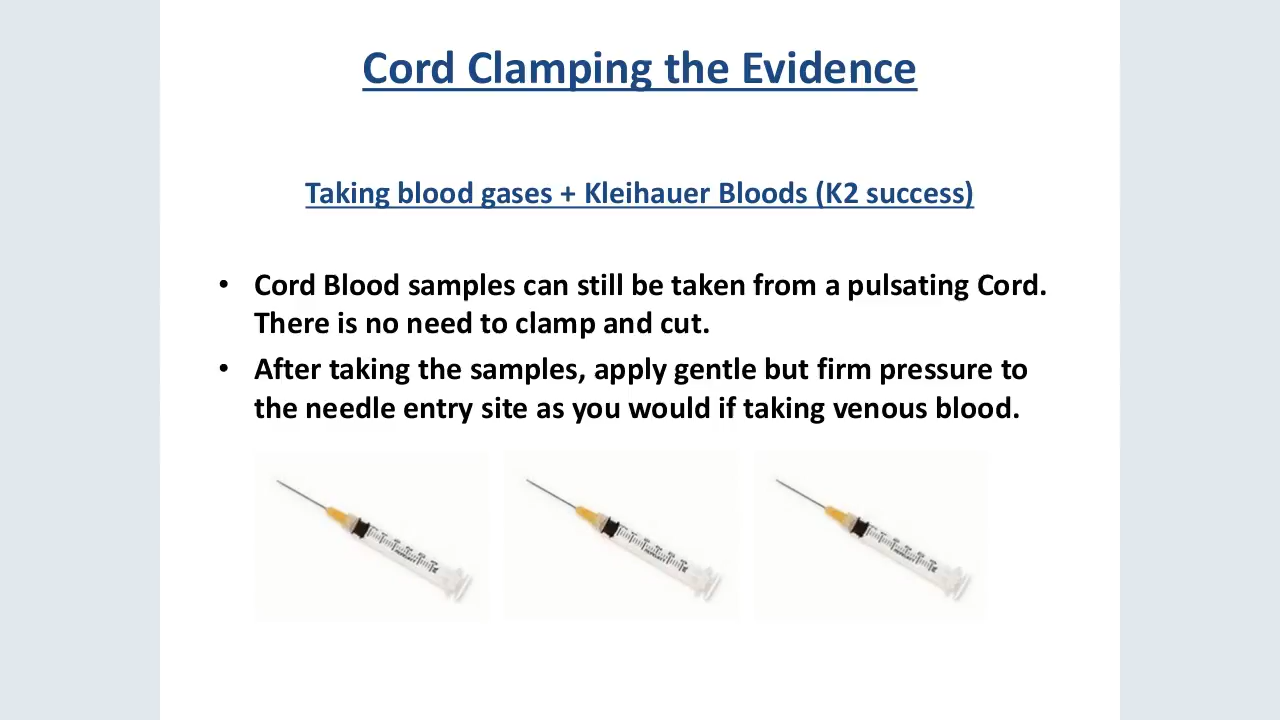 Cord Clamping the Evidence
Taking blood gases + Kleihauer Bloods (K2 success)
• Cord Blood samples can still be taken from a pulsating Cord.
There is no need to clamp and cut.
• After taking the samples, apply gentle but firm pressure to
the needle entry site as you would if taking venous blood.